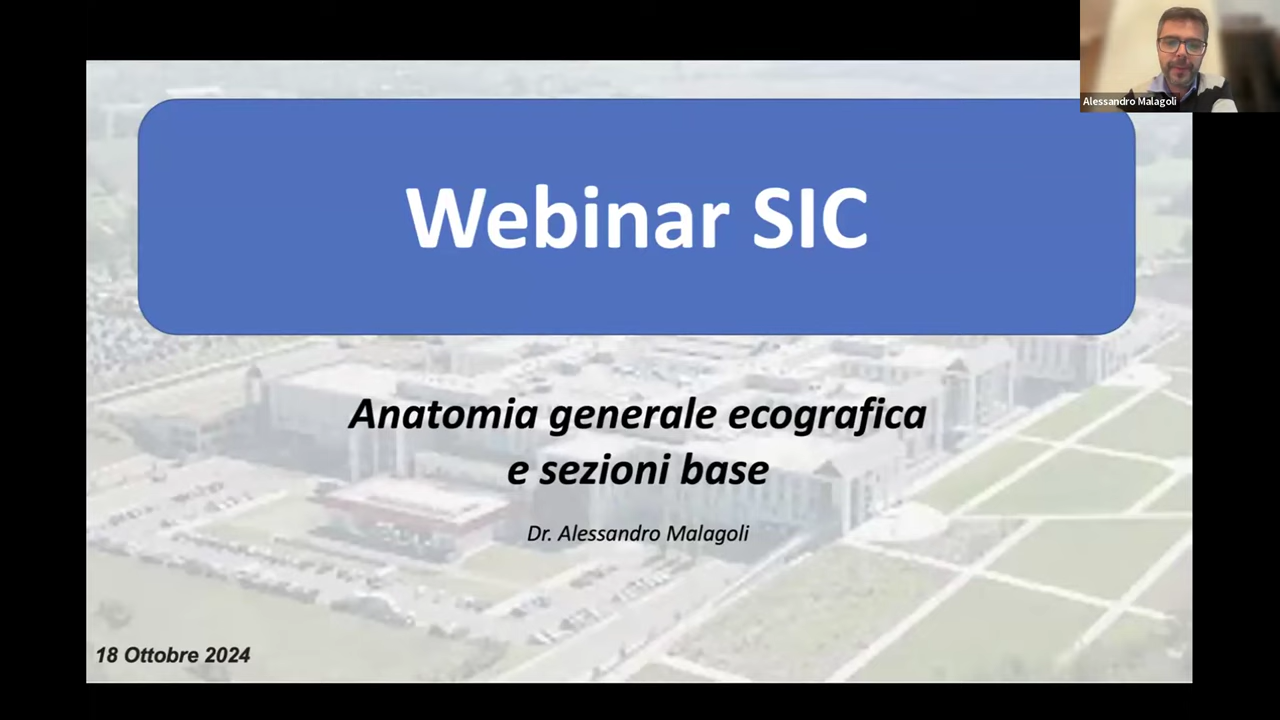 Alessandro Malagoli
Webinar SIC
Anatomia generale ecografica
e sezioni base
Dr. Alessandro Malagoli
18 Ottobre 2024